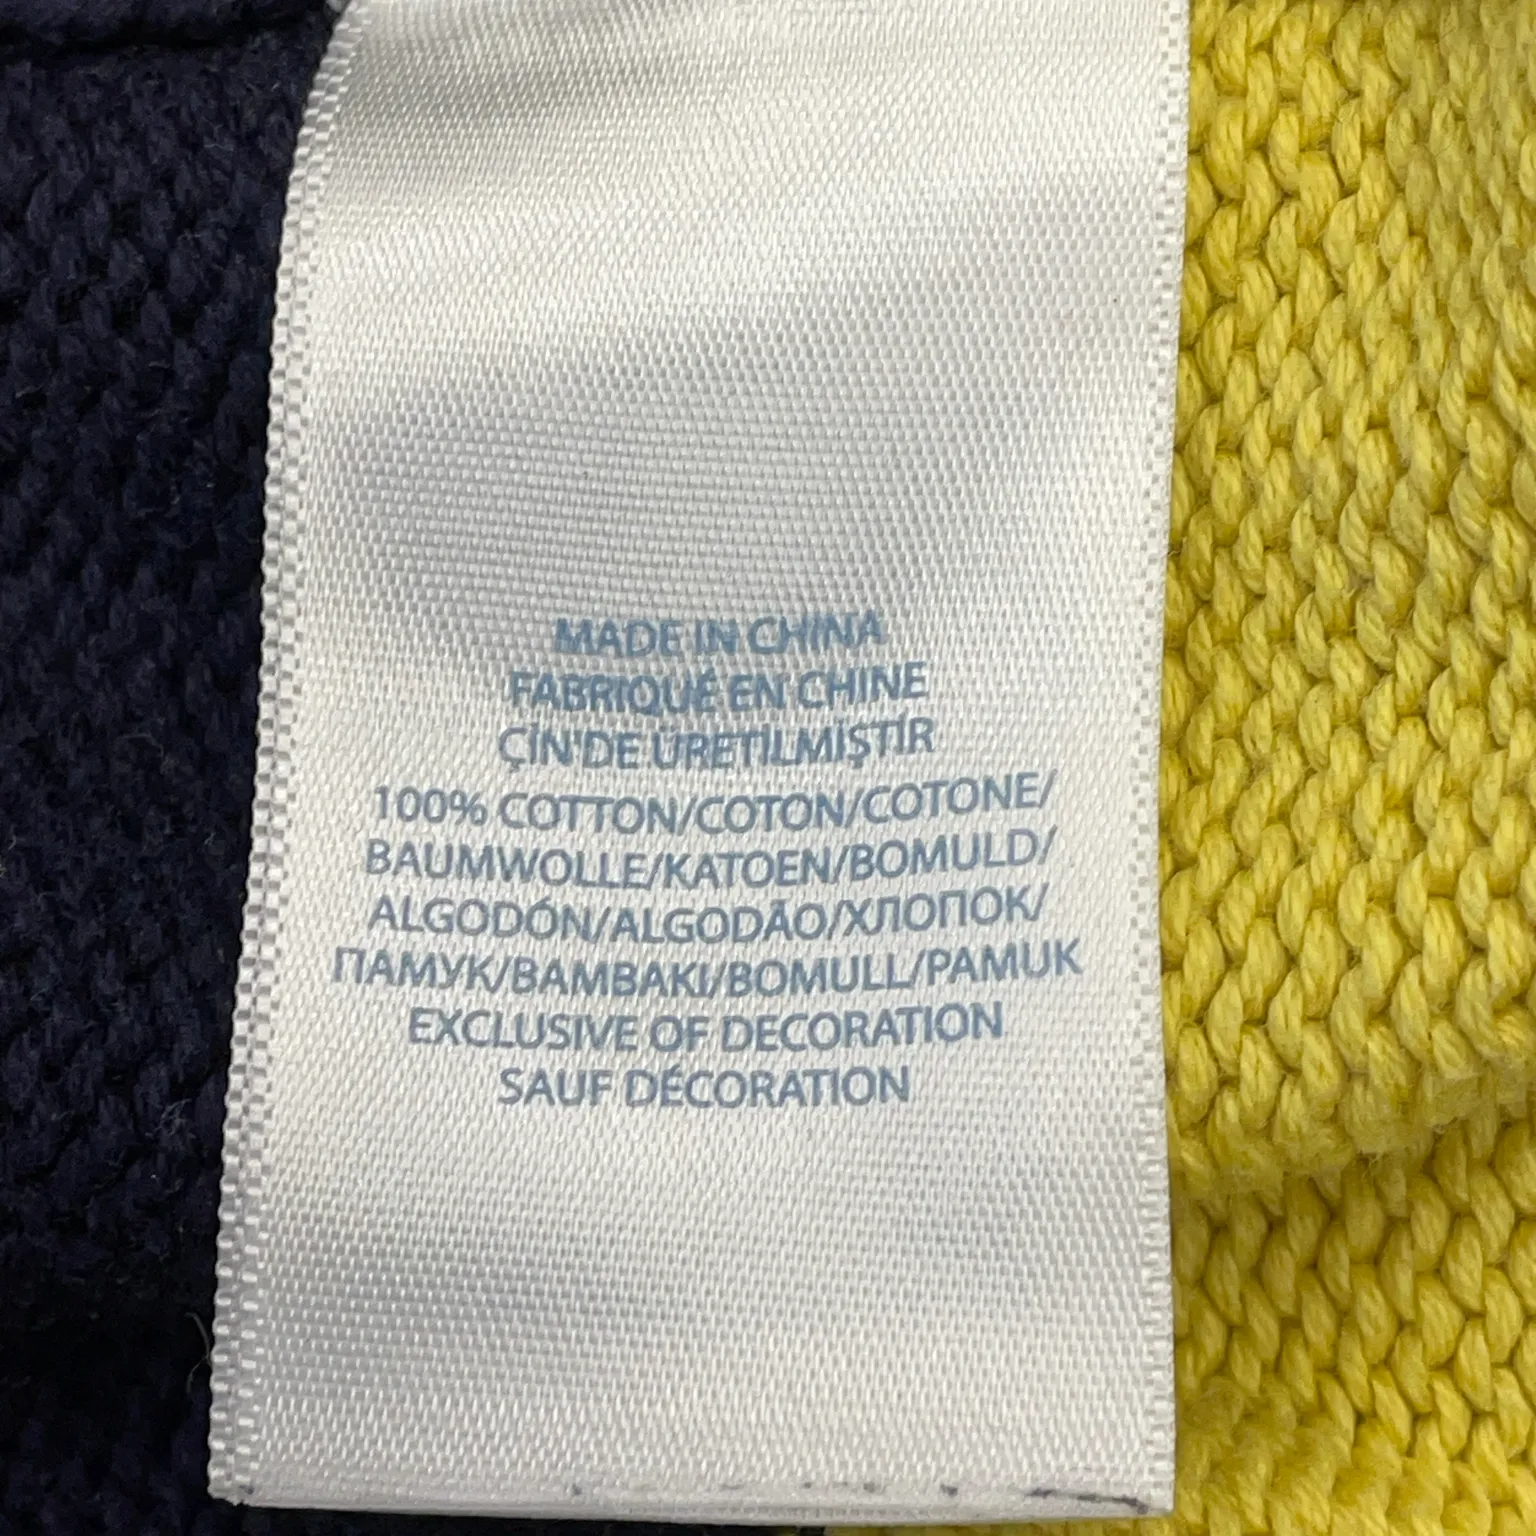 MADE IN CHINA
FABRIQUÉ EN CHINE
ÇİN'DE ÜRETİLMİŞTİR
100% COTTON/COTON/COTONE/
BAUMWOLLE/KATOEN/BOMULD/
ALGODÓN/ALGODÃO/ХЛОПОК/
ПАМУК/BAMBAKI/BOMULL/PAMUK
EXCLUSIVE OF DECORATION
SAUF DÉCORATION